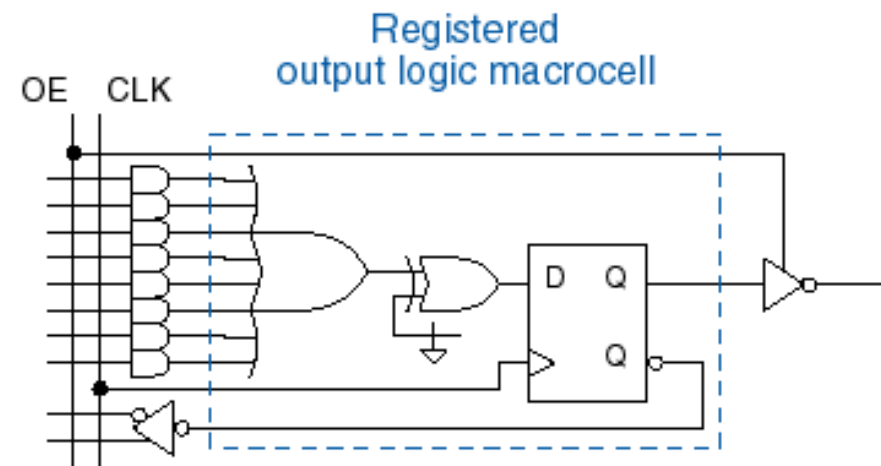 Registered
output logic macrocell
OE CLK
D Q
Q